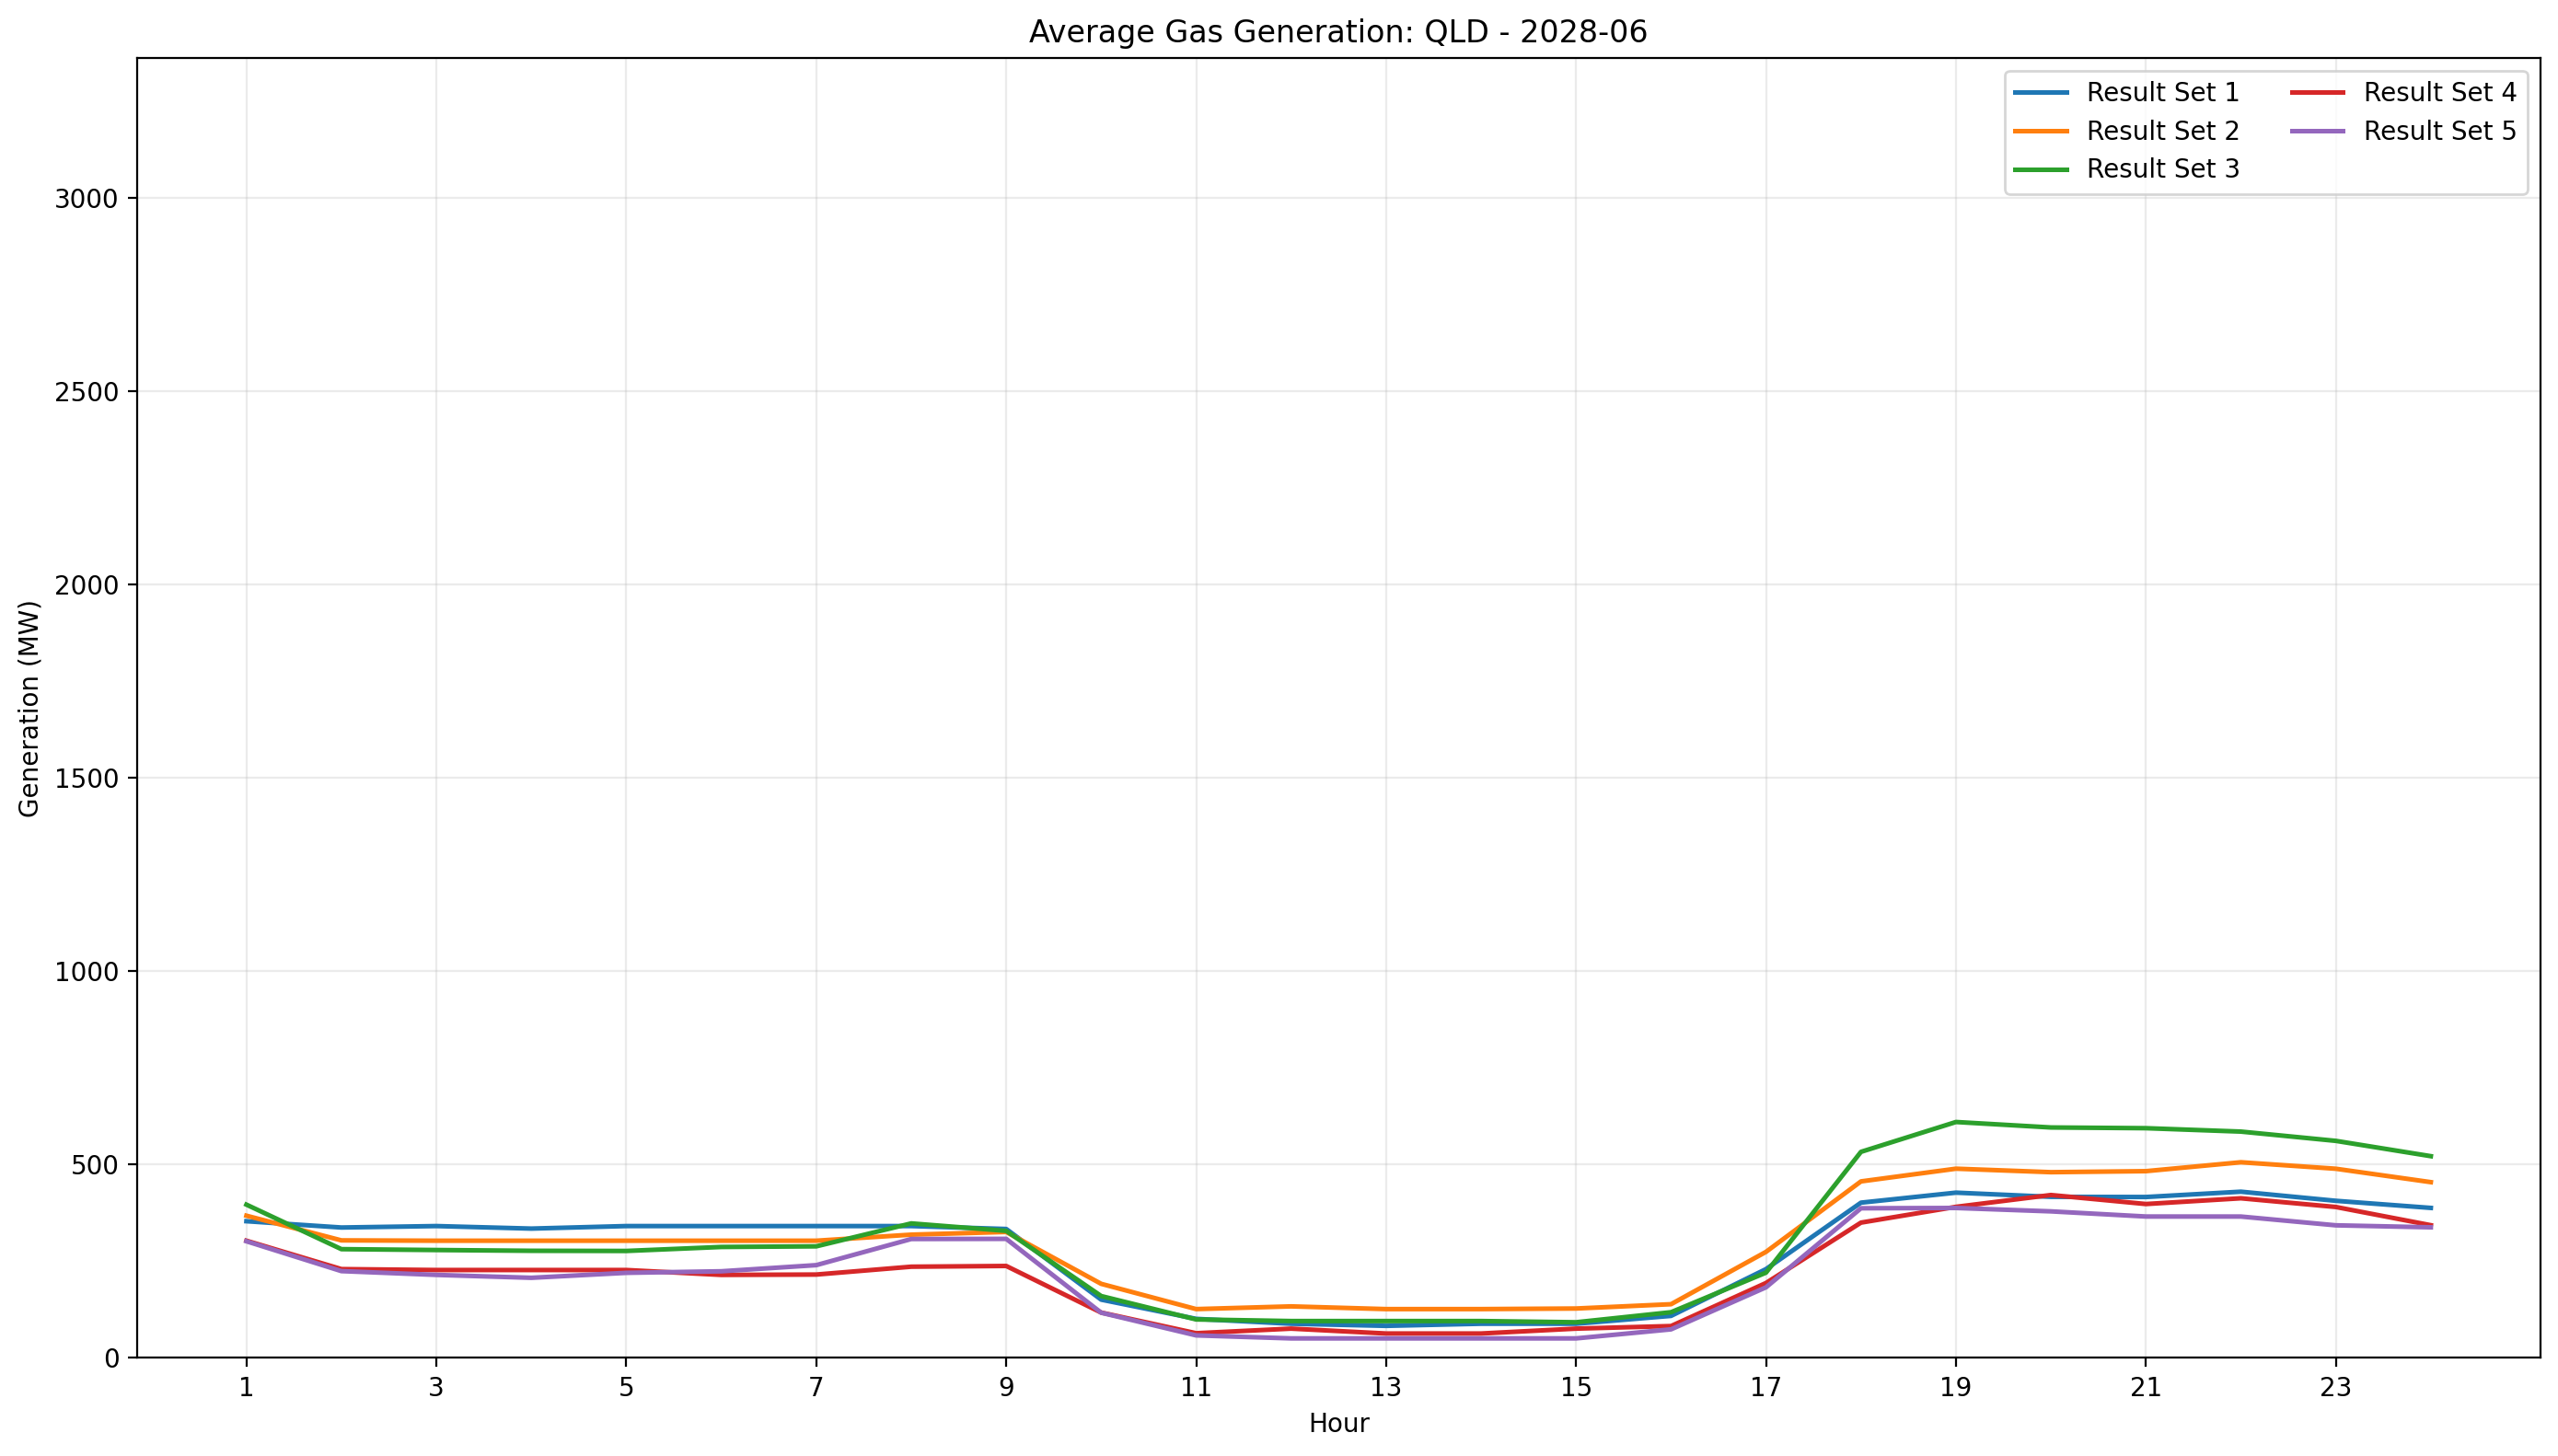 Average Gas Generation: QLD - 2028-06
Result Set 1
Result Set 2
Result Set 3
Result Set 4
Result Set 5
Generation (MW)
3000
2500
2000
1500
1000
500
0
1 3 5 7 9 11 13 15 17 19 21 23
Hour